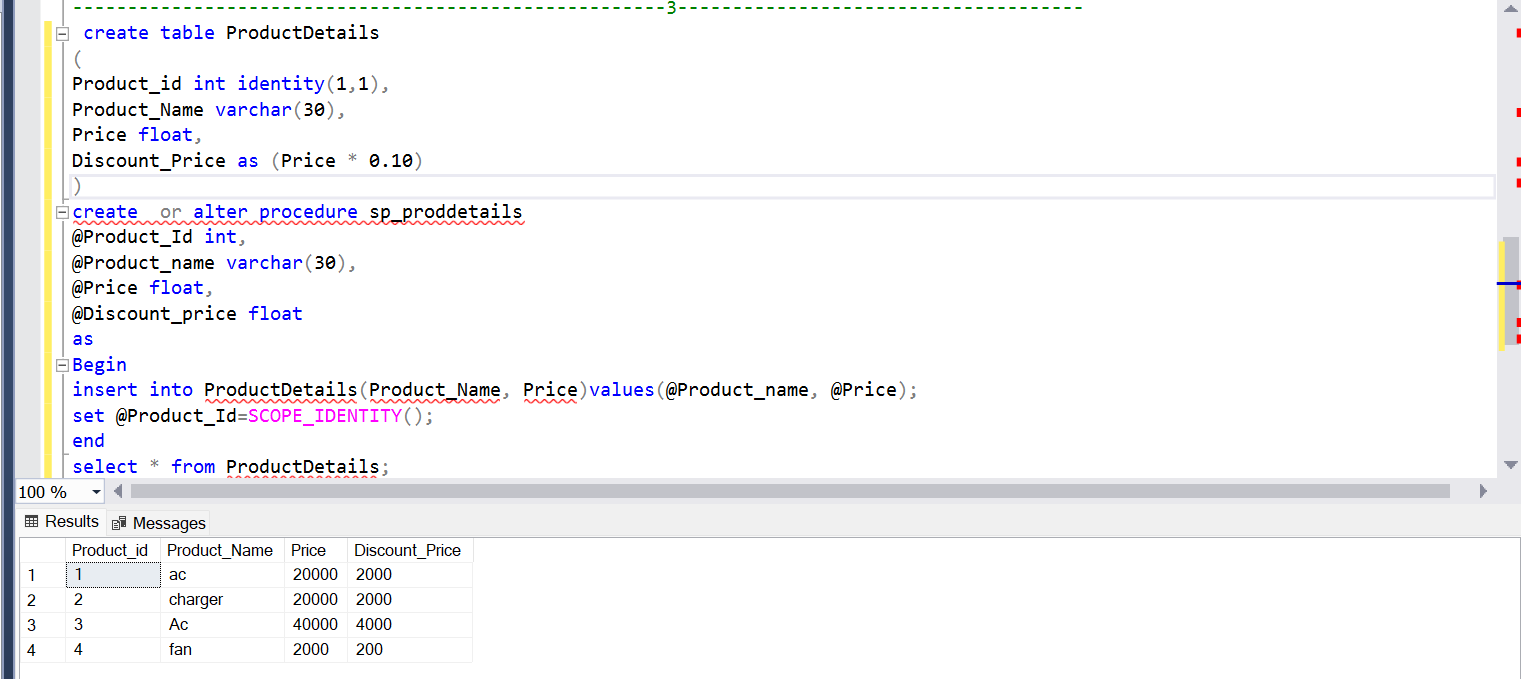 ------------------------------------------------------3-------------------------------------
create table ProductDetails
(
Product_id int identity(1,1),
Product_Name varchar(30),
Price float,
Discount_Price as (Price * 0.10)
)
create  or alter procedure sp_proddetails
@Product_Id int,
@Product_name varchar(30),
@Price float,
@Discount_price float
as
Begin
insert into ProductDetails(Product_Name, Price)values(@Product_name, @Price);
set @Product_Id=SCOPE_IDENTITY();
end
select * from ProductDetails;
100 %
Results Messages
Product_id Product_Name Price Discount_Price
1 1 ac 20000 2000
2 2 charger 20000 2000
3 3 Ac 40000 4000
4 4 fan 2000 200